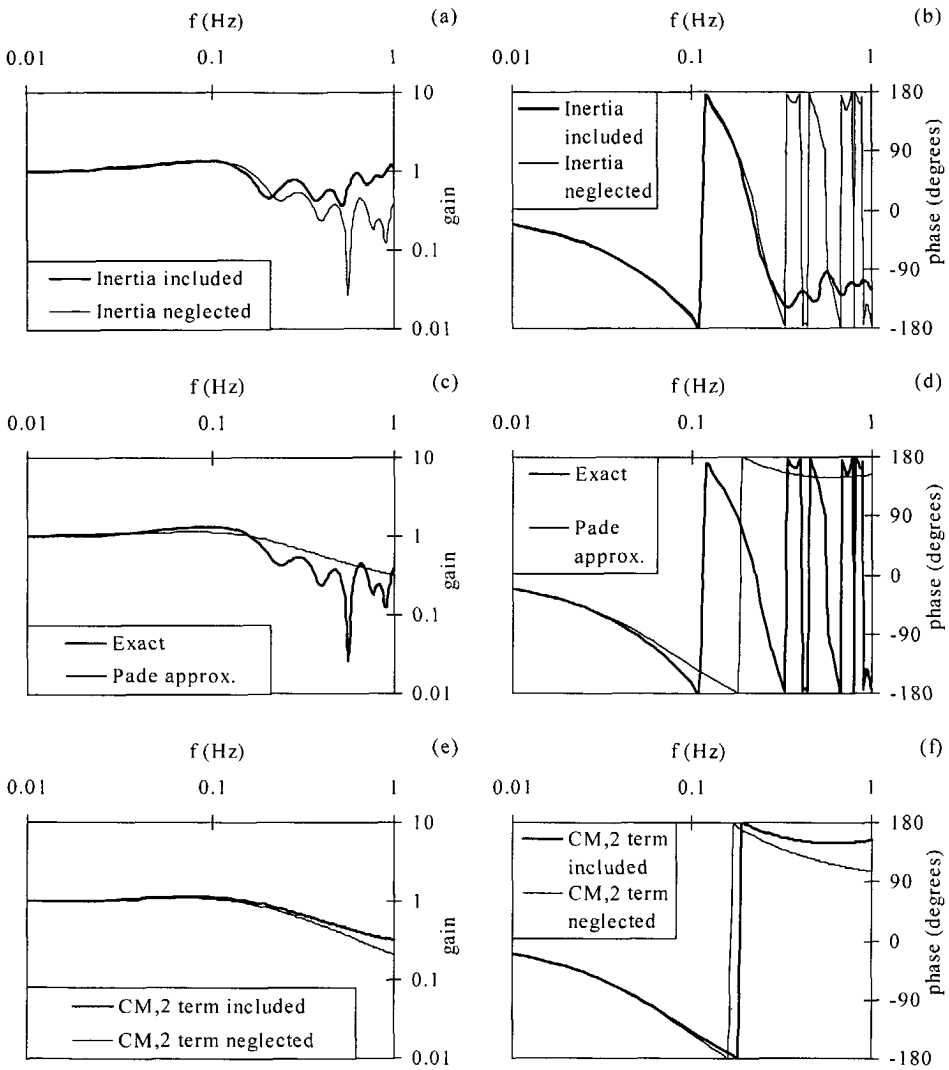 f (Hz)
(a)
0.01
0.1
1
10
1
0.1
0.01
gain
Inertia included
Inertia neglected
f (Hz)
(b)
0.01
0.1
1
180
90
0
-90
-180
phase (degrees)
Inertia
included
Inertia
neglected
f (Hz)
(c)
0.01
0.1
1
10
1
0.1
0.01
gain
Exact
Pade approx.
f (Hz)
(d)
0.01
0.1
1
180
90
0
-90
-180
phase (degrees)
Exact
Pade
approx.
f (Hz)
(e)
0.01
0.1
1
10
1
0.1
0.01
gain
CM,2 term included
CM,2 term neglected
f (Hz)
(f)
0.01
0.1
1
180
90
0
-90
-180
phase (degrees)
CM,2 term
included
CM,2 term
neglected